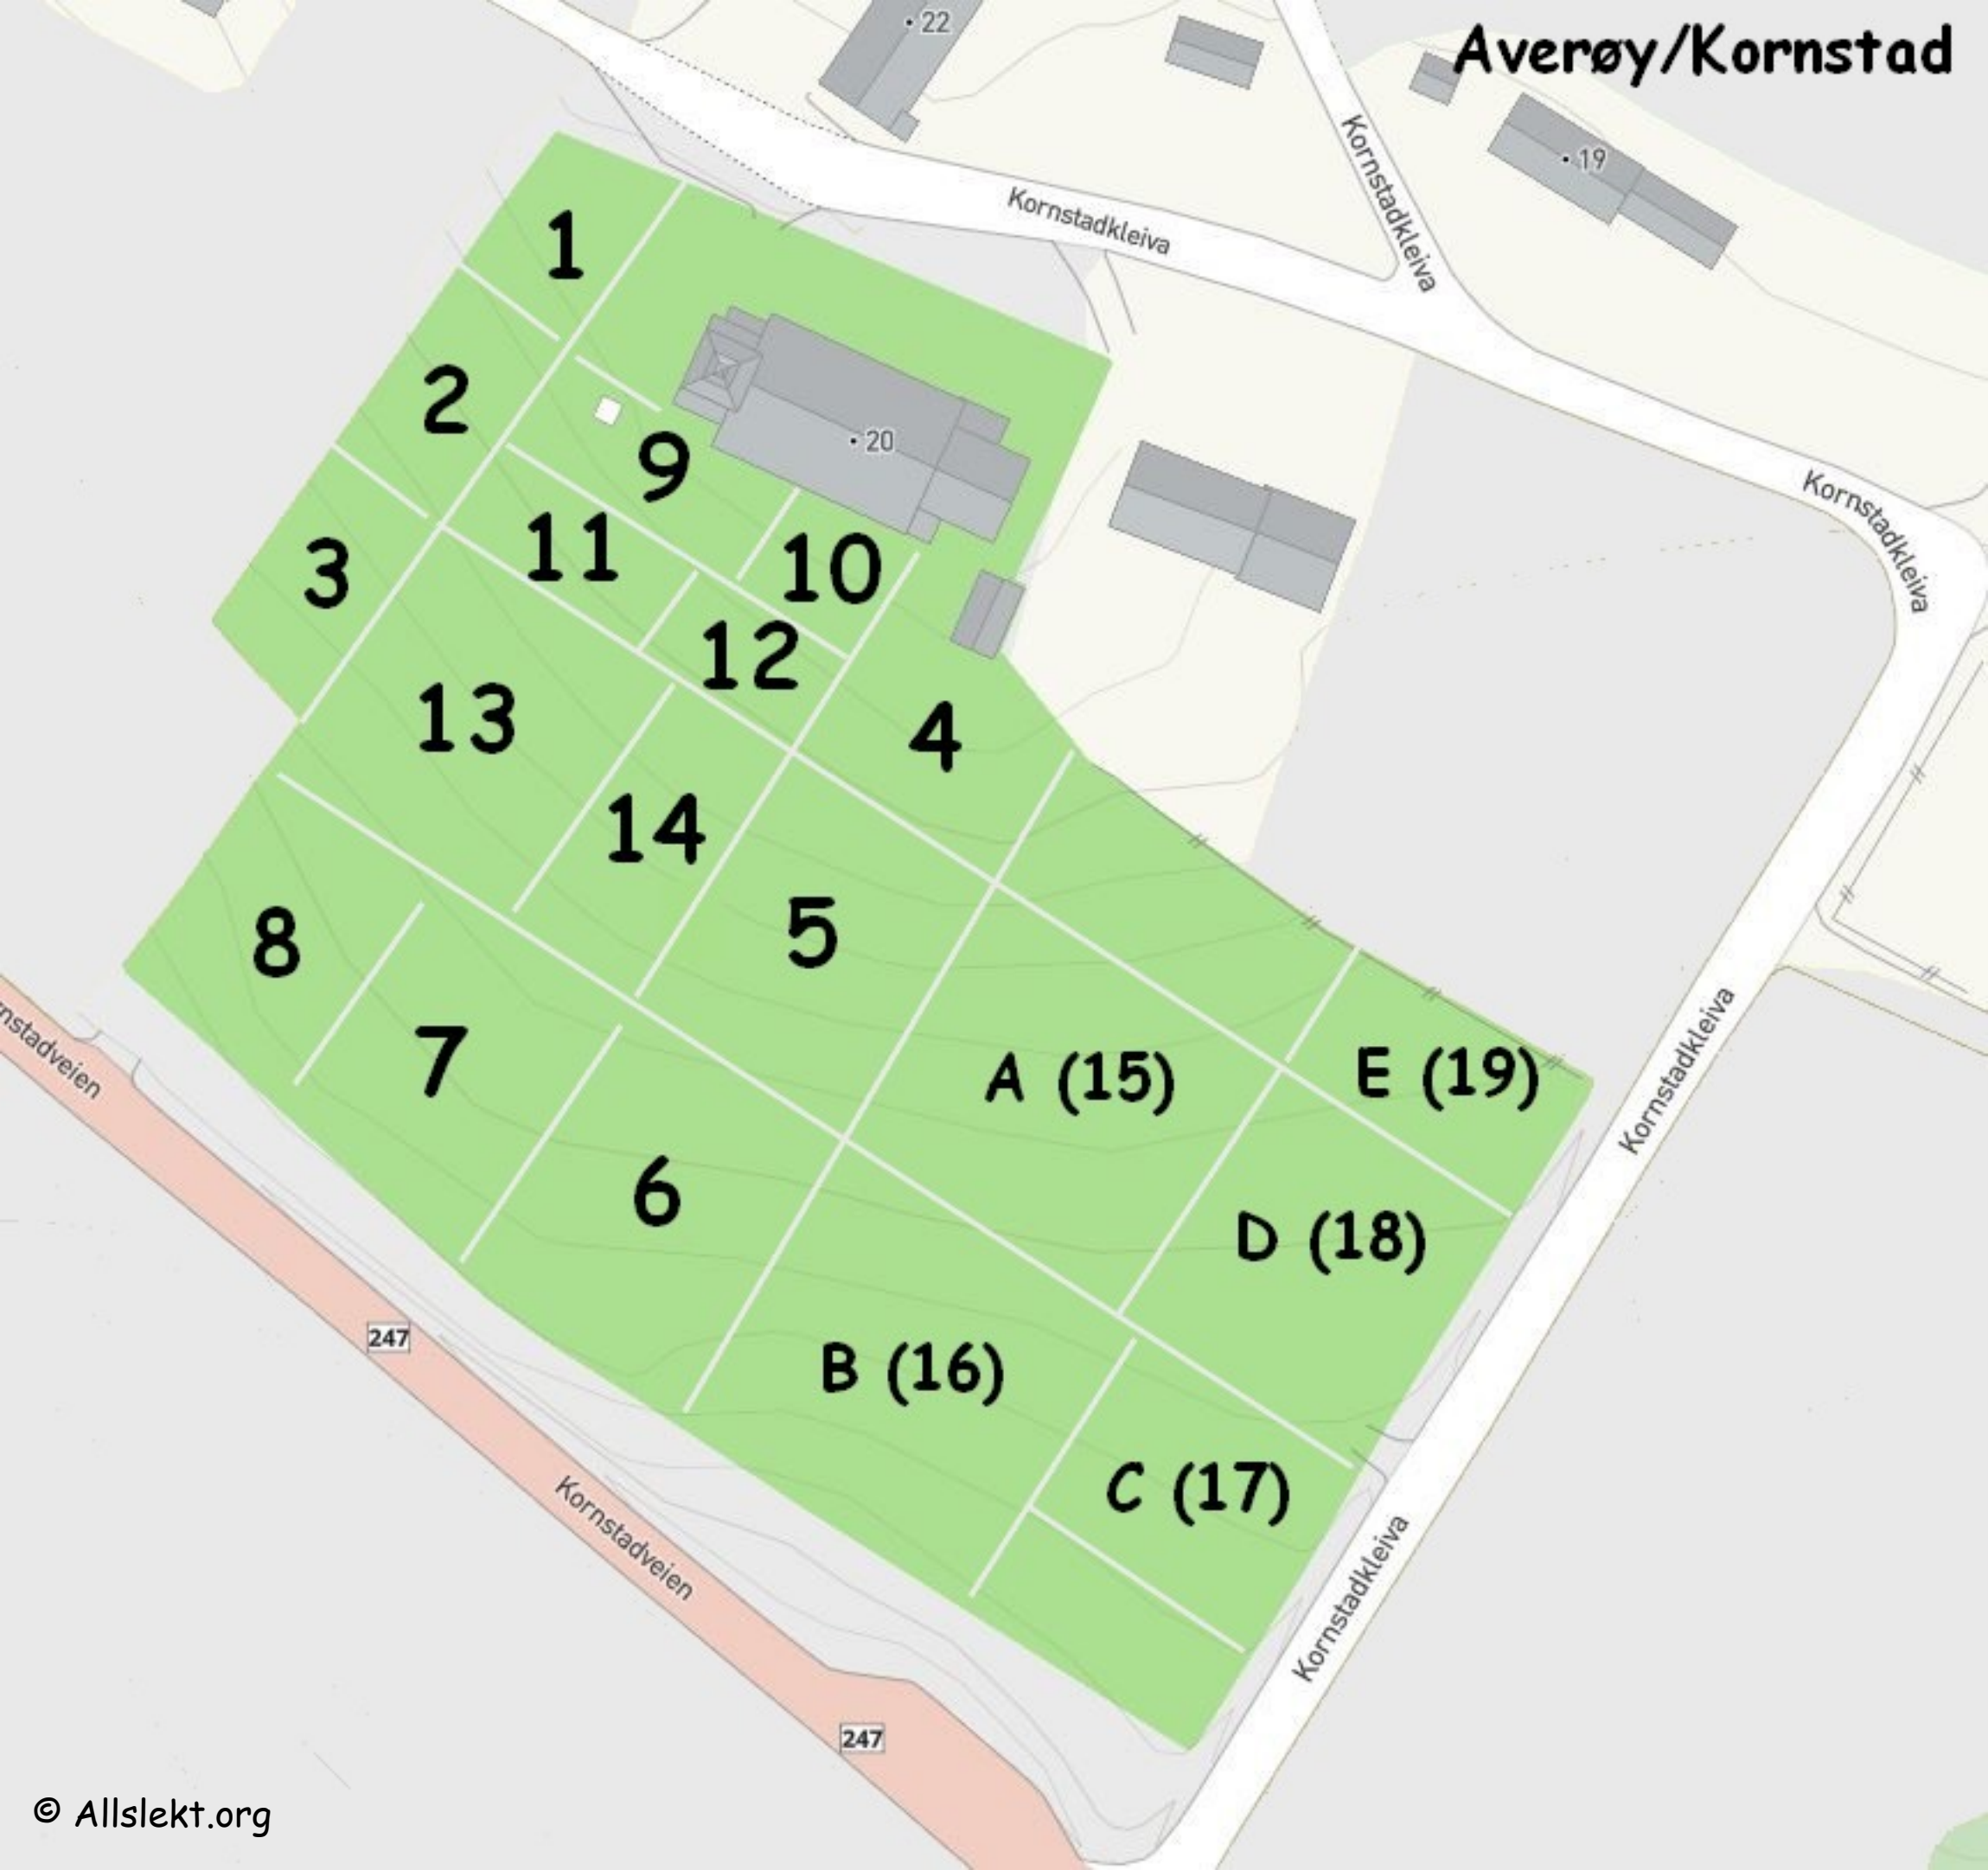 Averøy/Kornstad
22
19
Kornstadkleiva
Kornstadkleiva
1
2
9
20
Kornstadkleiva
3
11
10
12
13
4
14
5
8
7
A (15)
E (19)
Kornstadkleiva
rnstadveien
6
D (18)
247
B (16)
C (17)
Kornstadveien
Kornstadkleiva
247
© Allslekt.org